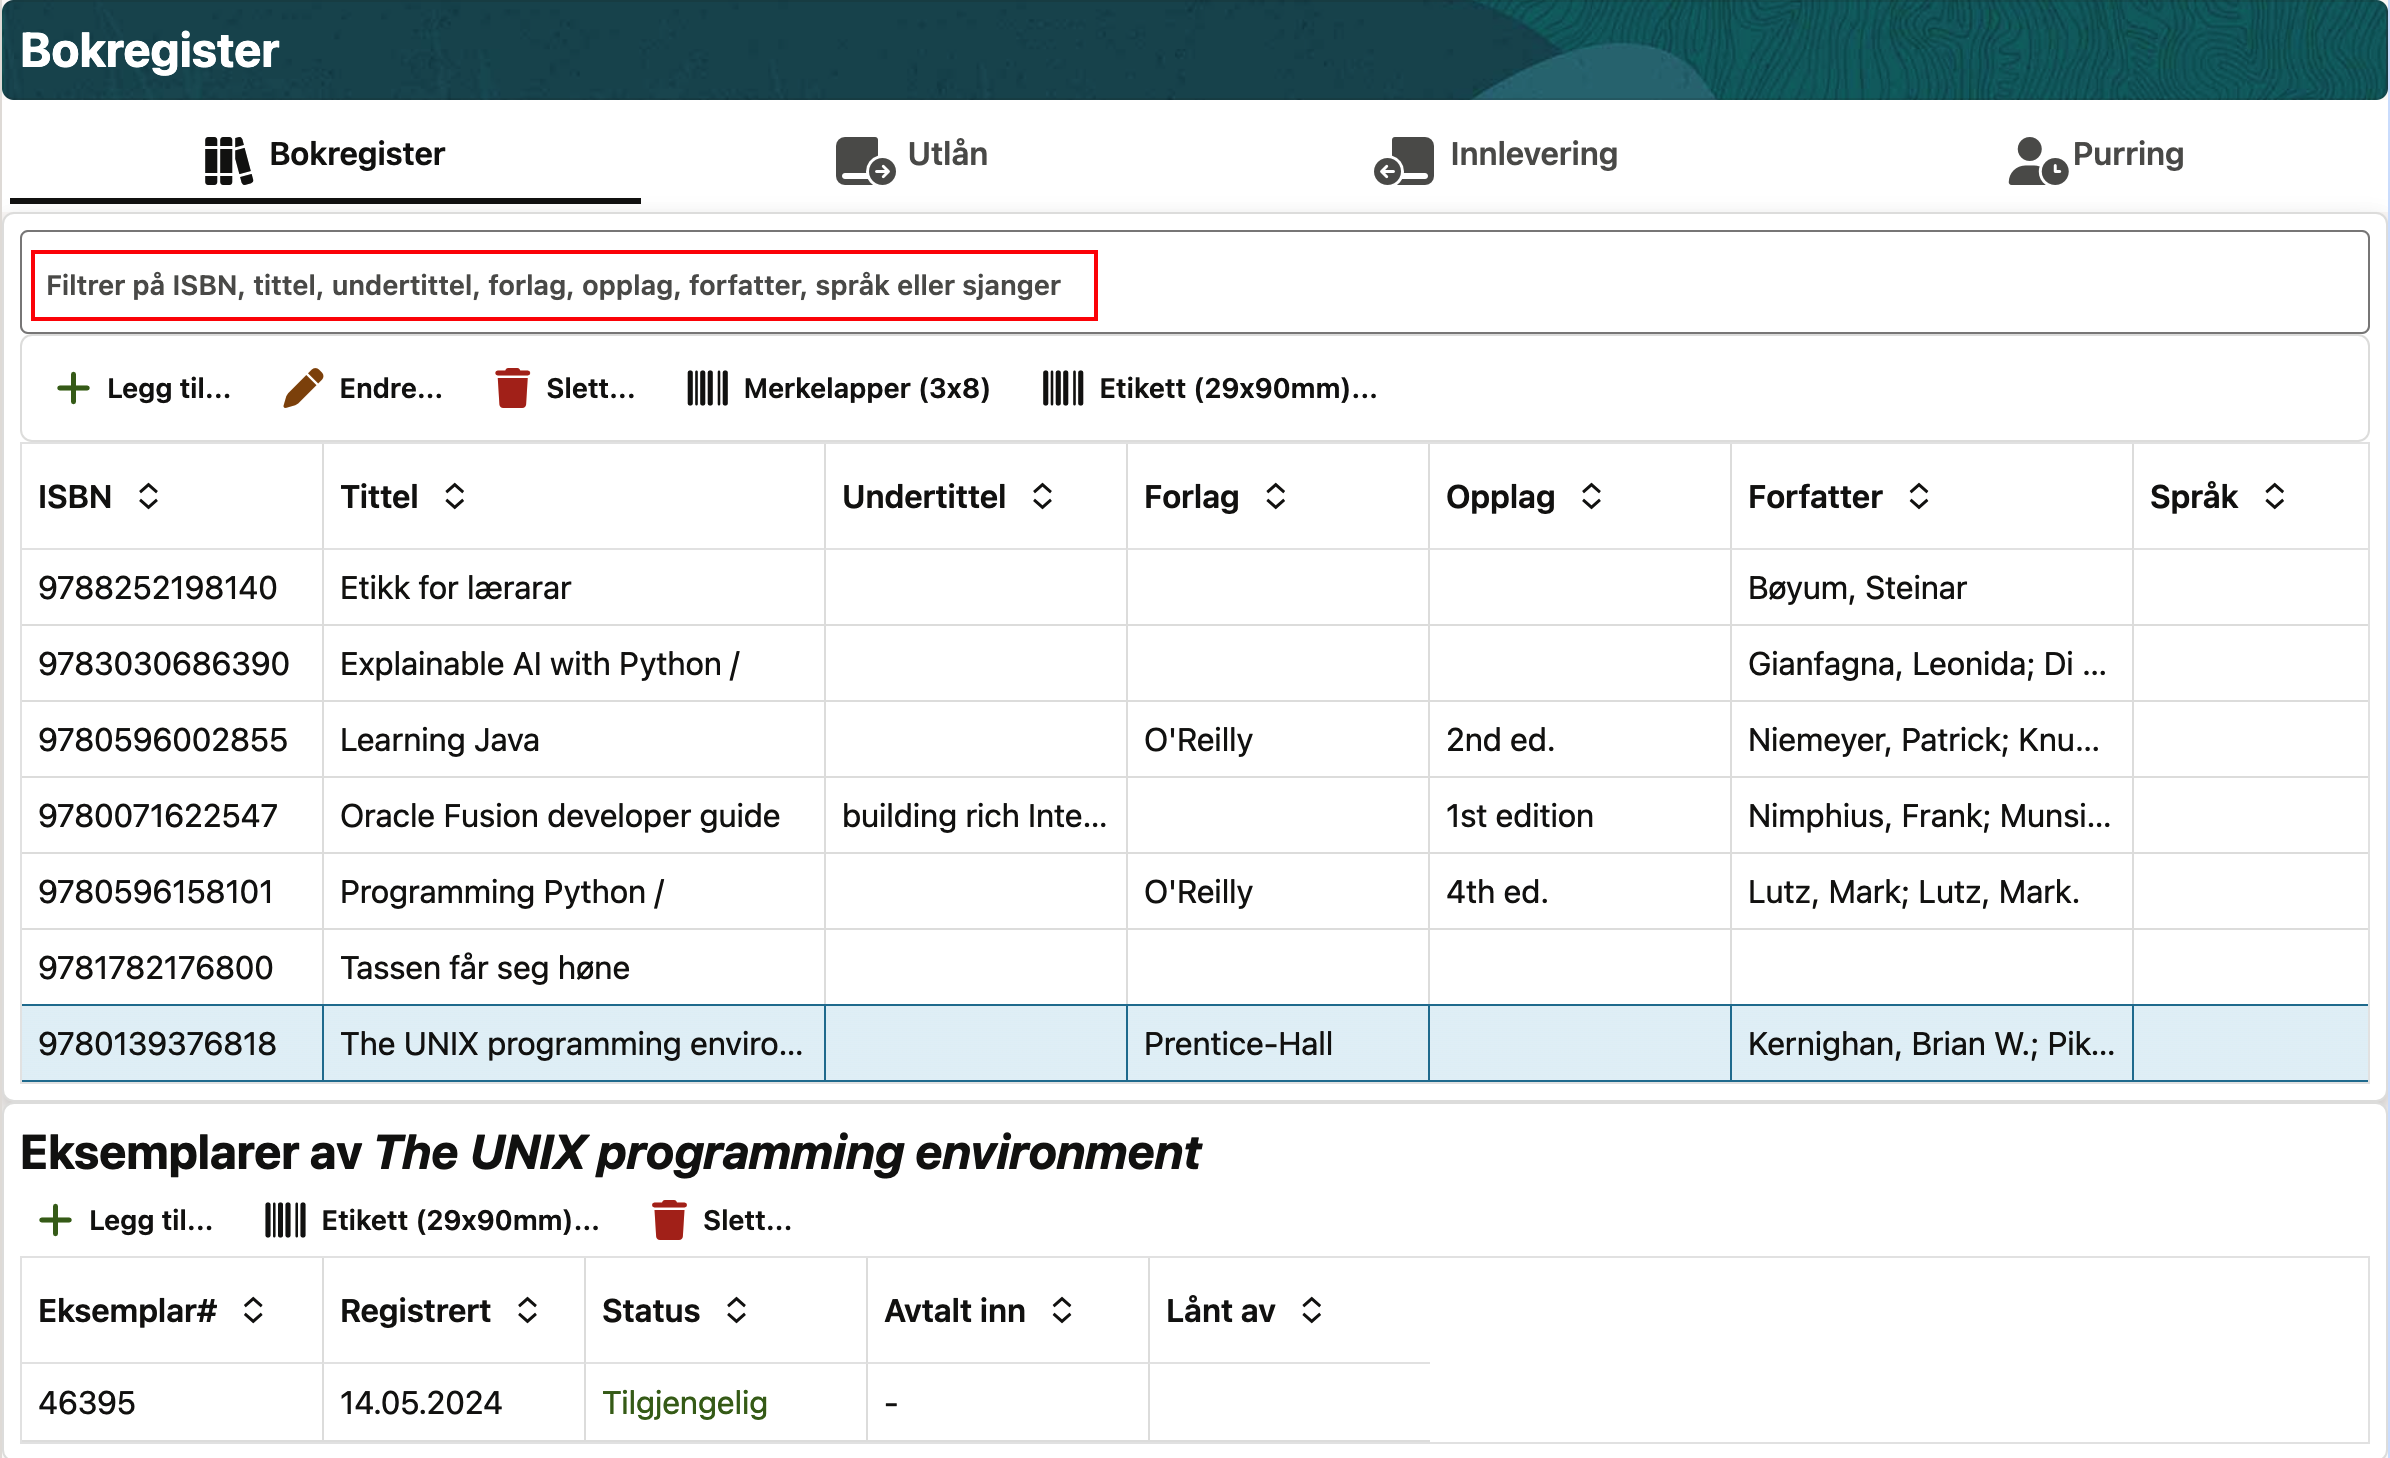 Bokregister
Bokregister Utlån Innlevering Purring
Filtrer på ISBN, tittel, undertittel, forlag, opplag, forfatter, språk eller sjanger
Legg til... Endre... Slett... Merkelapper (3x8) Etikett (29x90mm)...
ISBN Tittel Undertittel Forlag Opplag Forfatter Språk
9788252198140 Etikk for lærarar Bøyum, Steinar
9783030686390 Explainable AI with Python / Gianfagna, Leonida; Di ...
9780596002855 Learning Java O'Reilly 2nd ed. Niemeyer, Patrick; Knu...
9780071622547 Oracle Fusion developer guide building rich Inte... 1st edition Nimphius, Frank; Munsi...
9780596158101 Programming Python / O'Reilly 4th ed. Lutz, Mark; Lutz, Mark.
9781782176800 Tassen får seg høne
9780139376818 The UNIX programming enviro... Prentice-Hall Kernighan, Brian W.; Pik...
Eksemplarer av The UNIX programming environment
Legg til... Etikett (29x90mm)... Slett...
Eksemplar# Registrert Status Avtalt inn Lånt av
46395 14.05.2024 Tilgjengelig -